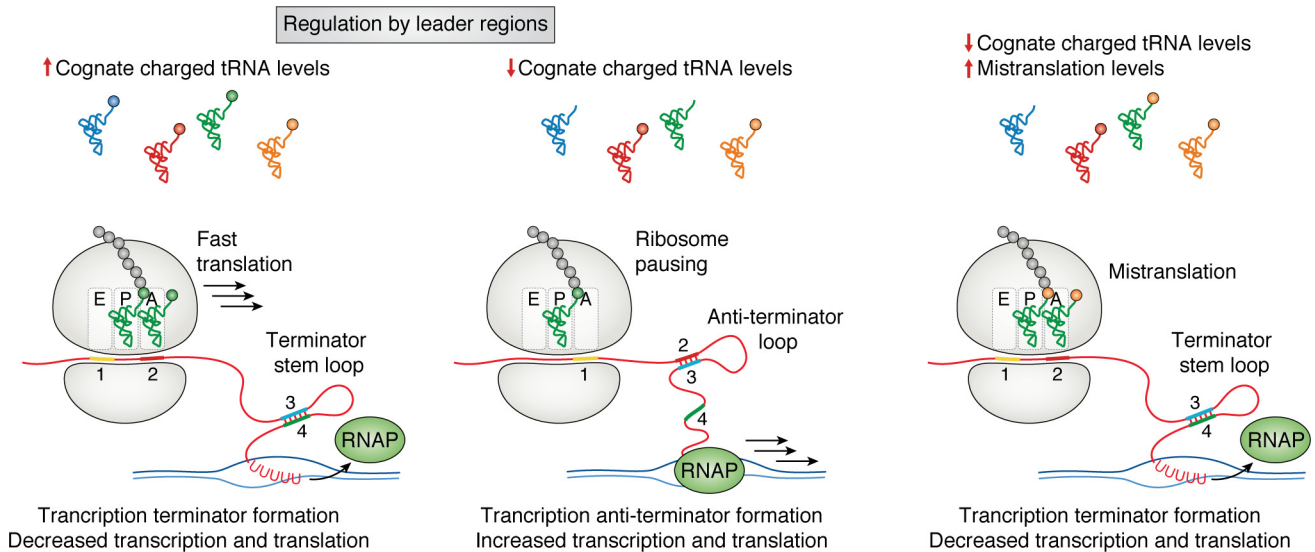 Regulation by leader regions
↑ Cognate charged tRNA levels
Fast
translation
E P A
1 2
Terminator
stem loop
3
4
RNAP
UUUUU
Trancription terminator formation
Decreased transcription and translation
↓ Cognate charged tRNA levels
Ribosome
pausing
E P A
1
Anti-terminator
loop
2
3
4
RNAP
Trancription anti-terminator formation
Increased transcription and translation
↓ Cognate charged tRNA levels
↑ Mistranslation levels
Mistranslation
E P A
1 2
Terminator
stem loop
3
4
RNAP
UUUUU
Trancription terminator formation
Decreased transcription and translation